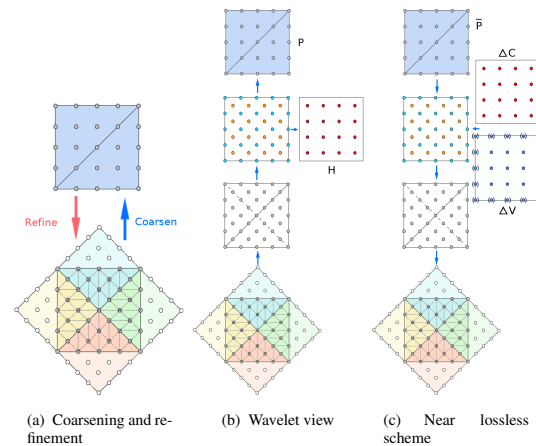 P
P̃
ΔC
H
ΔV
Refine
Coarsen
(a) Coarsening and re-
finement
(b) Wavelet view
(c) Near lossless
scheme